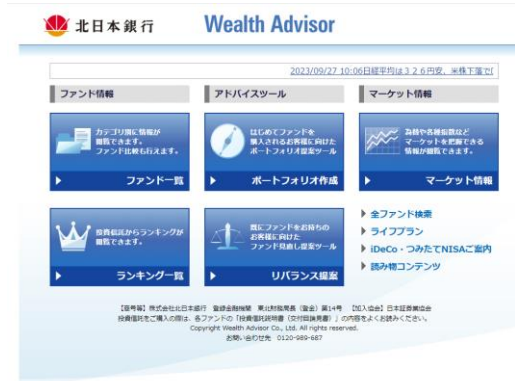 北日本銀行 Wealth Advisor
2023/09/27 10:06日経平均は326円安、米株下落で(
ファンド情報
アドバイスツール
マーケット情報
カテゴリ別に情報が
閲覧できます。
ファンド比較も行えます。
ファンド一覧
はじめてファンドを
購入されるお客様に向けた
ポートフォリオ提案ツール
ポートフォリオ作成
為替や各種指数など
マーケットを把握できる
情報が閲覧できます。
マーケット情報
投資信託からランキングが
閲覧できます。
ランキング一覧
既にファンドをお持ちの
お客様に向けた
ファンド見直し提案ツール
リバランス提案
全ファンド検索
ライフプラン
iDeCo・つみたてNISAご案内
読み物コンテンツ
【商号等】株式会社北日本銀行 登録金融機関 東北財務局長(登金)第14号 【加入協会】日本証券業協会
投資信託をご購入の際は、各ファンドの「投資信託説明書(交付目論見書)」の内容をよくお読みください。
Copyright Wealth Advisor Co., Ltd. All rights reserved.
お問い合わせ先 0120-989-687